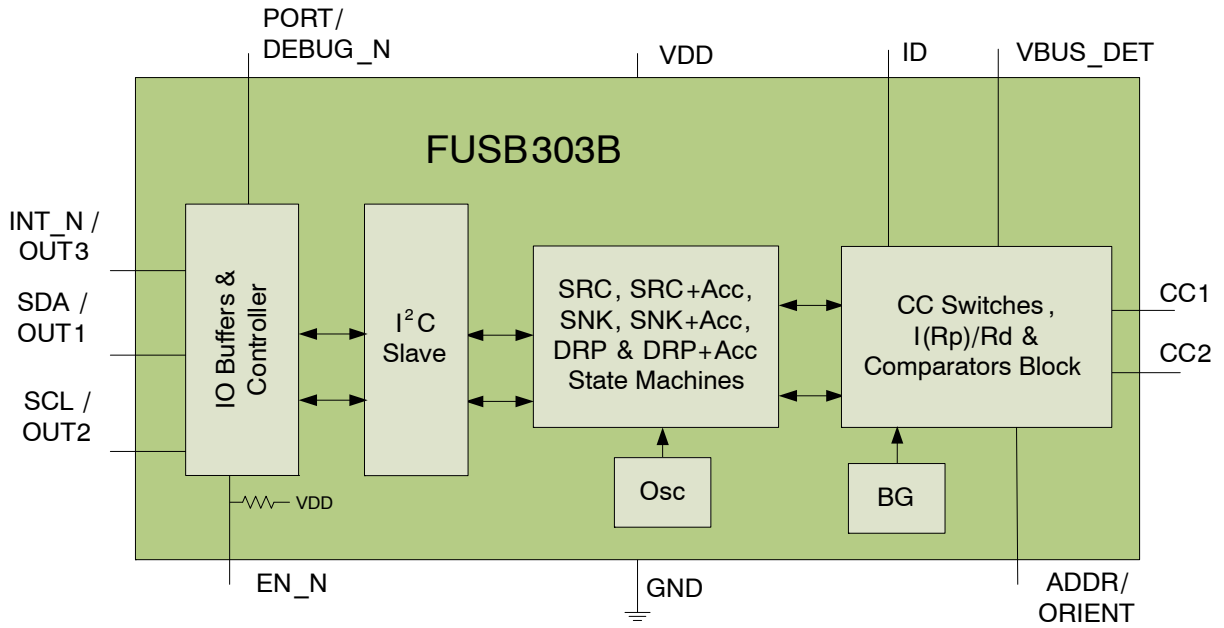 PORT/
DEBUG_N
VDD
ID
VBUS_DET
FUSB303B
INT_N /
OUT3
SDA /
OUT1
SCL /
OUT2
IO Buffers &
Controller
I²C
Slave
SRC, SRC+Acc,
SNK, SNK+Acc,
DRP & DRP+Acc
State Machines
CC Switches ,
I(Rp)/Rd &
Comparators Block
CC1
CC2
Osc
BG
VDD
EN_N
GND
ADDR/
ORIENT